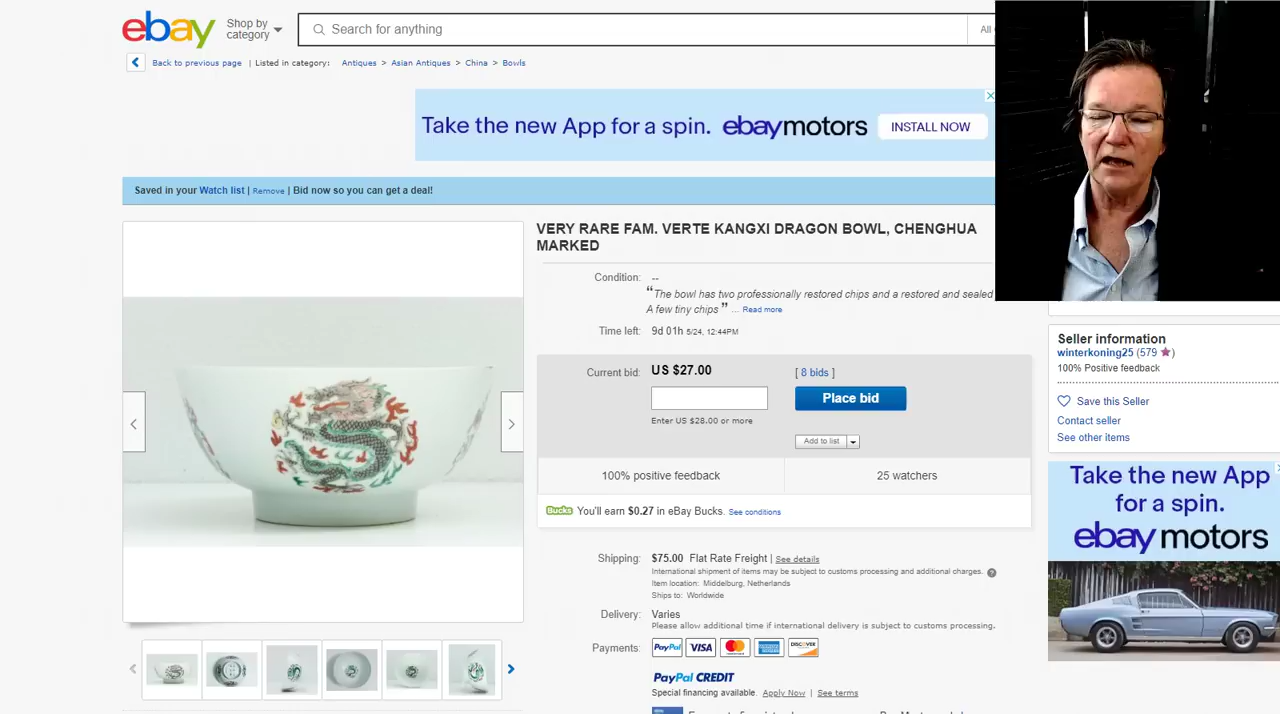 ebay
Shop by
category
Search for anything
All
Back to previous page | Listed in category: Antiques > Asian Antiques > China > Bowls
Take the new App for a spin. ebaymotors INSTALL NOW
Saved in your Watch list | Remove | Bid now so you can get a deal!
VERY RARE FAM. VERTE KANGXI DRAGON BOWL, CHENGHUA
MARKED
Condition: --
“The bowl has two professionally restored chips and a restored and sealed
A few tiny chips ” ... Read more
Time left: 9d 01h 5/24, 12:44PM
Current bid: US $27.00 [ 8 bids ]
Place bid
Enter US $28.00 or more
Add to list
100% positive feedback 25 watchers
Bucks You'll earn $0.27 in eBay Bucks. See conditions
Shipping: $75.00 Flat Rate Freight | See details
International shipment of items may be subject to customs processing and additional charges. ?
Item location: Middelburg, Netherlands
Ships to: Worldwide
Delivery: Varies
Please allow additional time if international delivery is subject to customs processing.
Payments: PayPal VISA MasterCard AMERICAN EXPRESS DISCOVER
PayPal CREDIT
Special financing available. Apply Now | See terms
Seller information
winterkoning25 (579 )
100% Positive feedback
Save this Seller
Contact seller
See other items
Take the new App
for a spin.
ebay motors